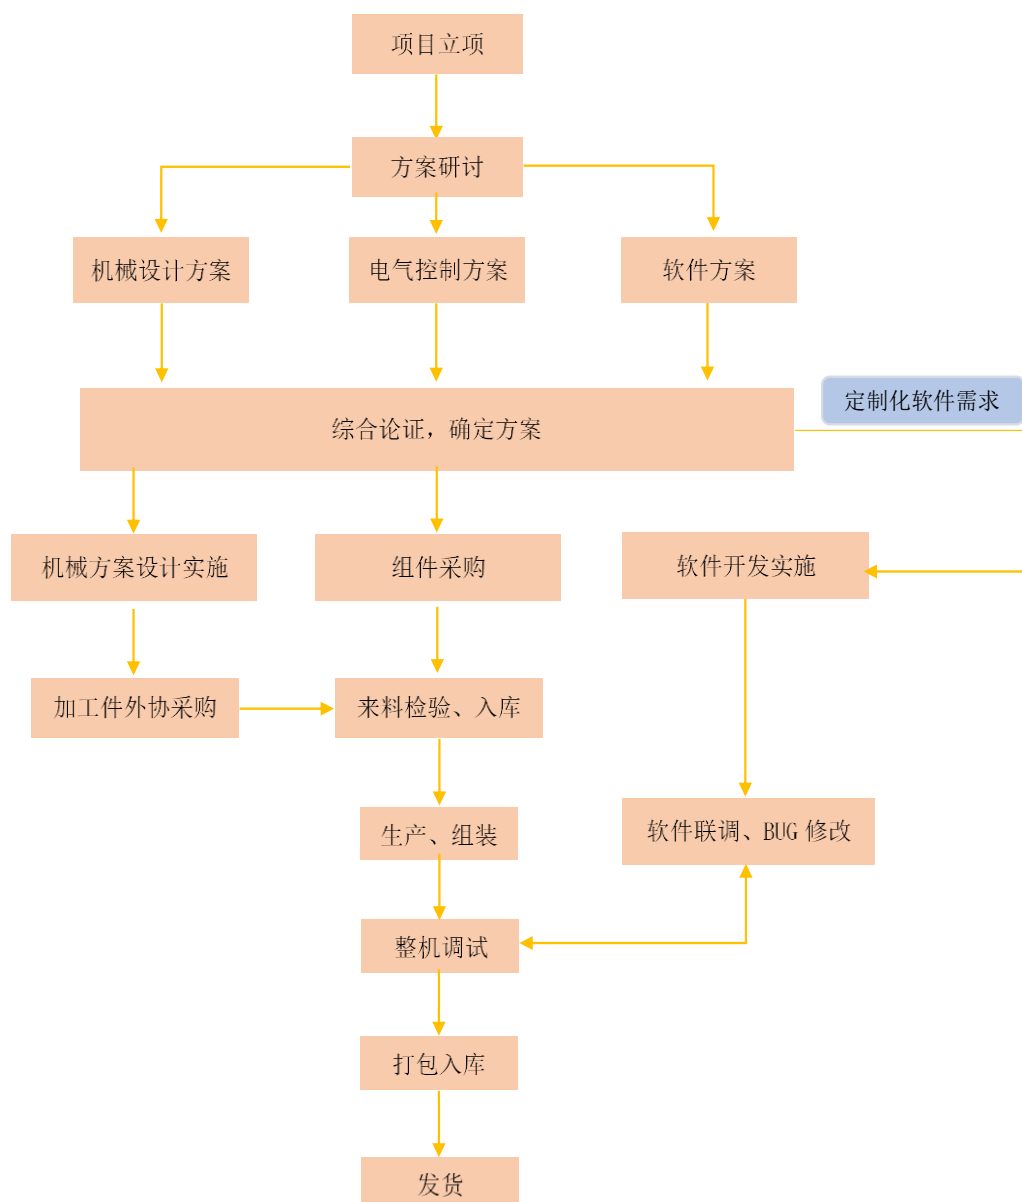 项目立项
方案研讨
机械设计方案
电气控制方案
软件方案
定制化软件需求
综合论证，确定方案
机械方案设计实施
组件采购
软件开发实施
加工件外协采购
来料检验、入库
生产、组装
软件联调、BUG 修改
整机调试
打包入库
发货